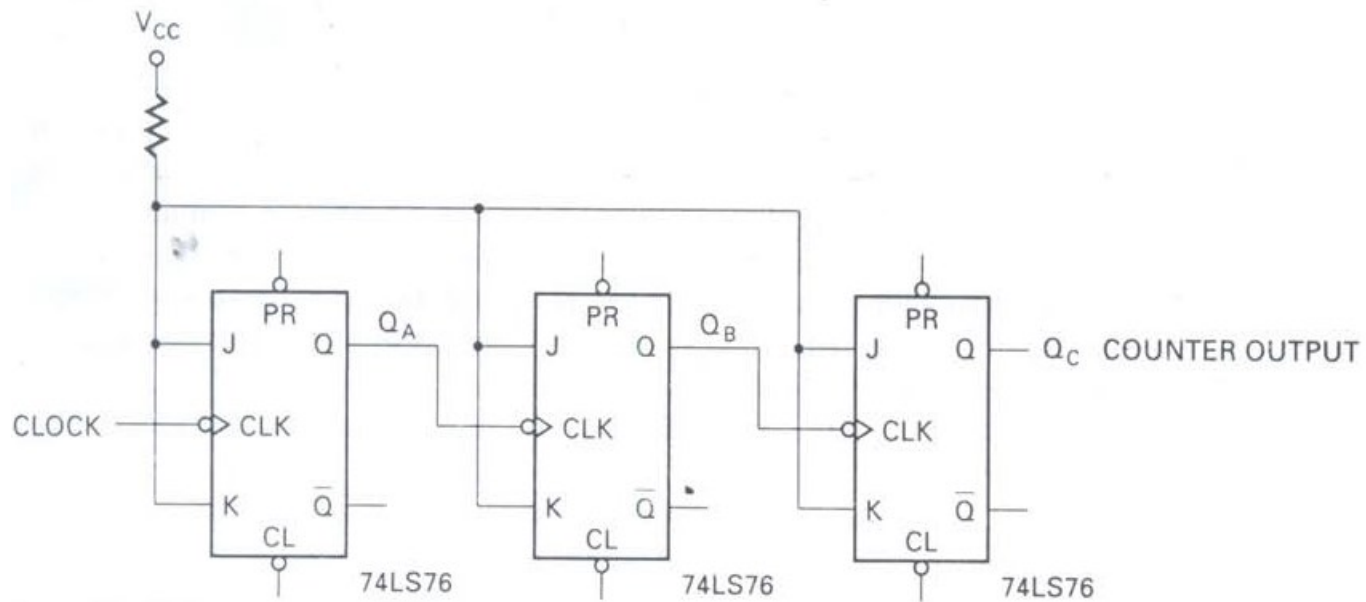 VCC
PR
PR
PR
J Q
QA
J Q
QB
J Q
QC COUNTER OUTPUT
CLOCK
CLK
CLK
CLK
K Q̅
K Q̅
K Q̅
CL
CL
CL
74LS76
74LS76
74LS76